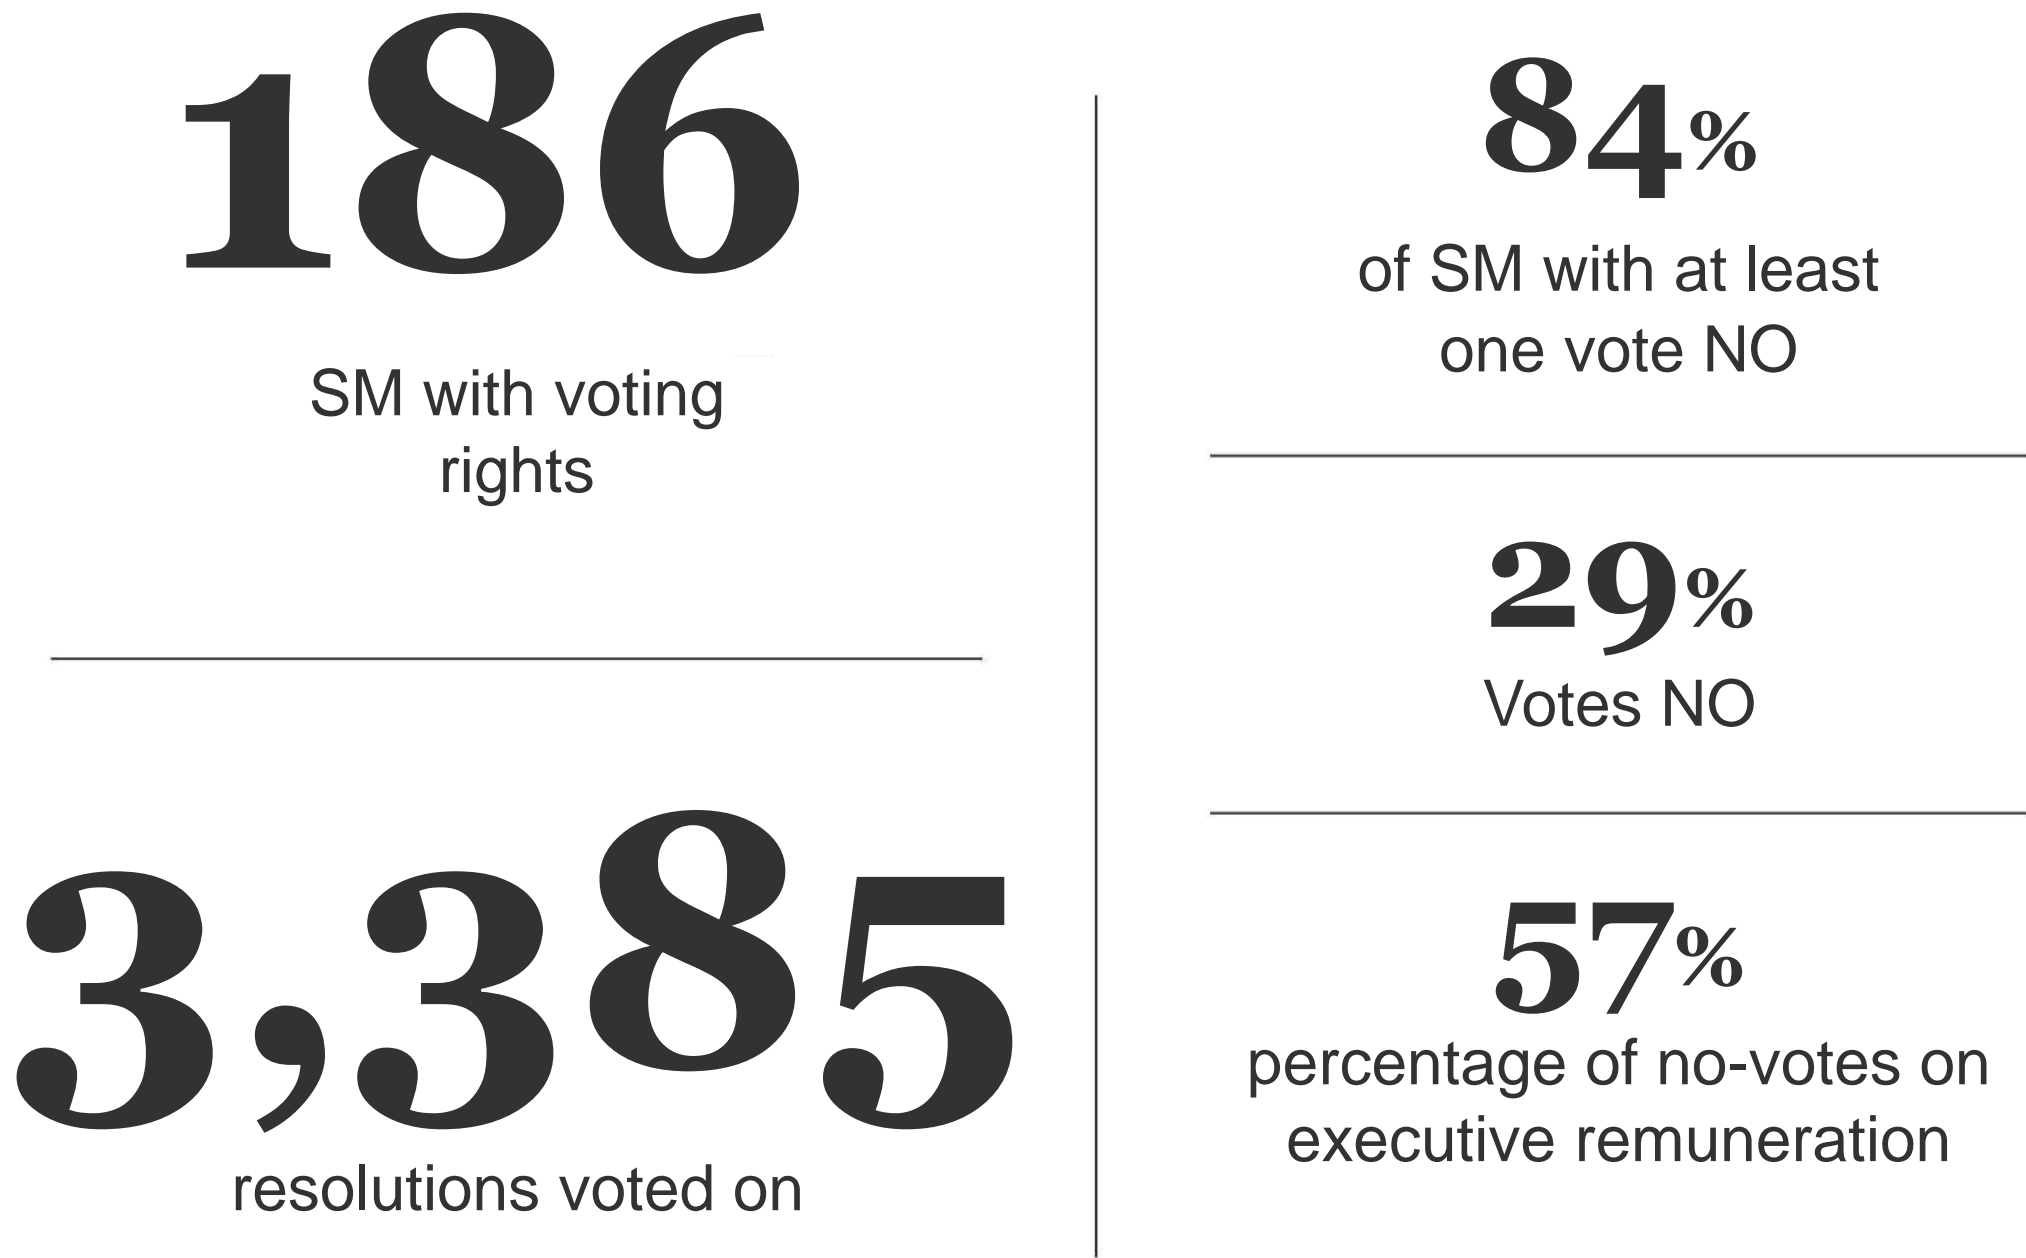 186
SM with voting
rights
3,385
resolutions voted on
84%
of SM with at least
one vote NO
29%
Votes NO
57%
percentage of no-votes on
executive remuneration